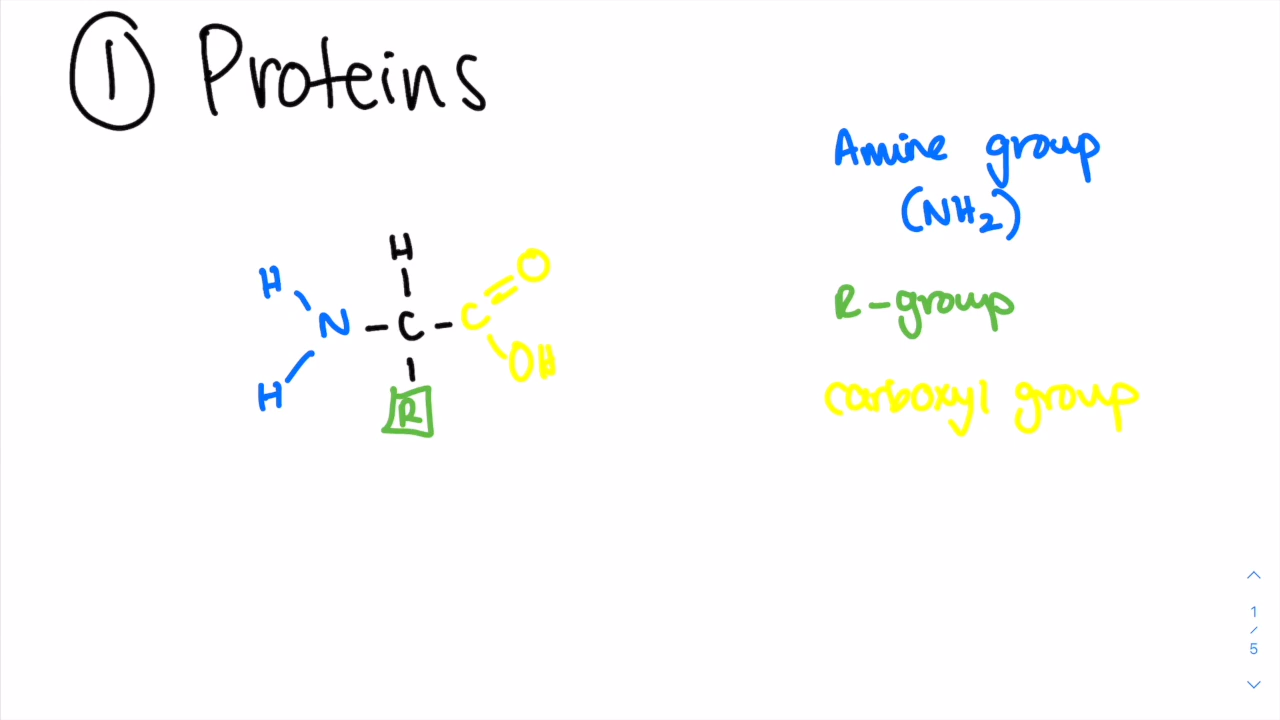 ① Proteins
Amine group
(NH₂)
H
H
O
N - C - C
OH
H
R
R-group
carboxyl group
1
/
5